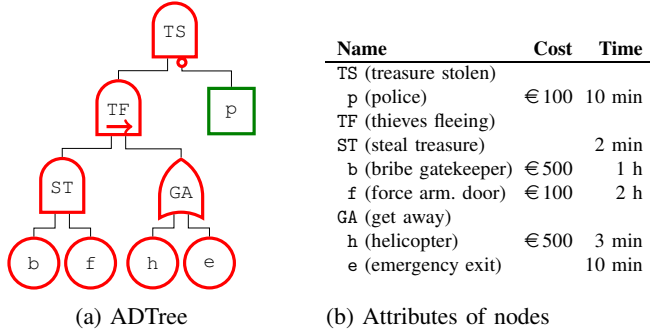 TS
TF
p
ST
GA
b f h e
(a) ADTree
Name Cost Time
TS (treasure stolen)
p (police) €100 10 min
TF (thieves fleeing)
ST (steal treasure) 2 min
b (bribe gatekeeper) €500 1 h
f (force arm. door) €100 2 h
GA (get away)
h (helicopter) €500 3 min
e (emergency exit) 10 min
(b) Attributes of nodes